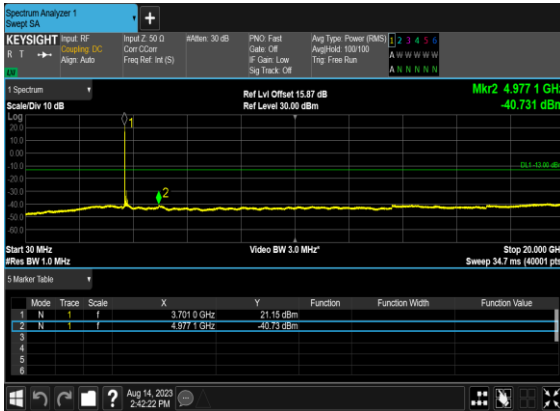 Spectrum Analyzer 1
Swept SA
+
KEYSIGHT Input: RF Input Z: 50 Ω #Atten: 30 dB PNO: Fast Avg Type: Power (RMS) 1 2 3 4 5 6
R T Coupling: DC Corr CCorr Gate: Off Avg|Hold: 100/100 A W W W W W
Align: Auto Freq Ref: Int (S) IF Gain: Low Trig: Free Run
Sig Track: Off A N N N N N
1 Spectrum Ref Lvl Offset 15.87 dB Mkr2 4.977 1 GHz
Scale/Div 10 dB Ref Level 30.00 dBm -40.731 dBm
Log
20.0
10.0
0.00
-10.0
DL1 -13.00 dBm
-20.0
-30.0
-40.0
-50.0
-60.0
1
2
Start 30 MHz Video BW 3.0 MHz* Stop 20.000 GHz
#Res BW 1.0 MHz Sweep 34.7 ms (40001 pts)
5 Marker Table
Mode Trace Scale X Y Function Function Width Function Value
1 N 1 f 3.701 0 GHz 21.15 dBm
2 N 1 f 4.977 1 GHz -40.73 dBm
3
4
5
6
? Aug 14, 2023
2:42:22 PM